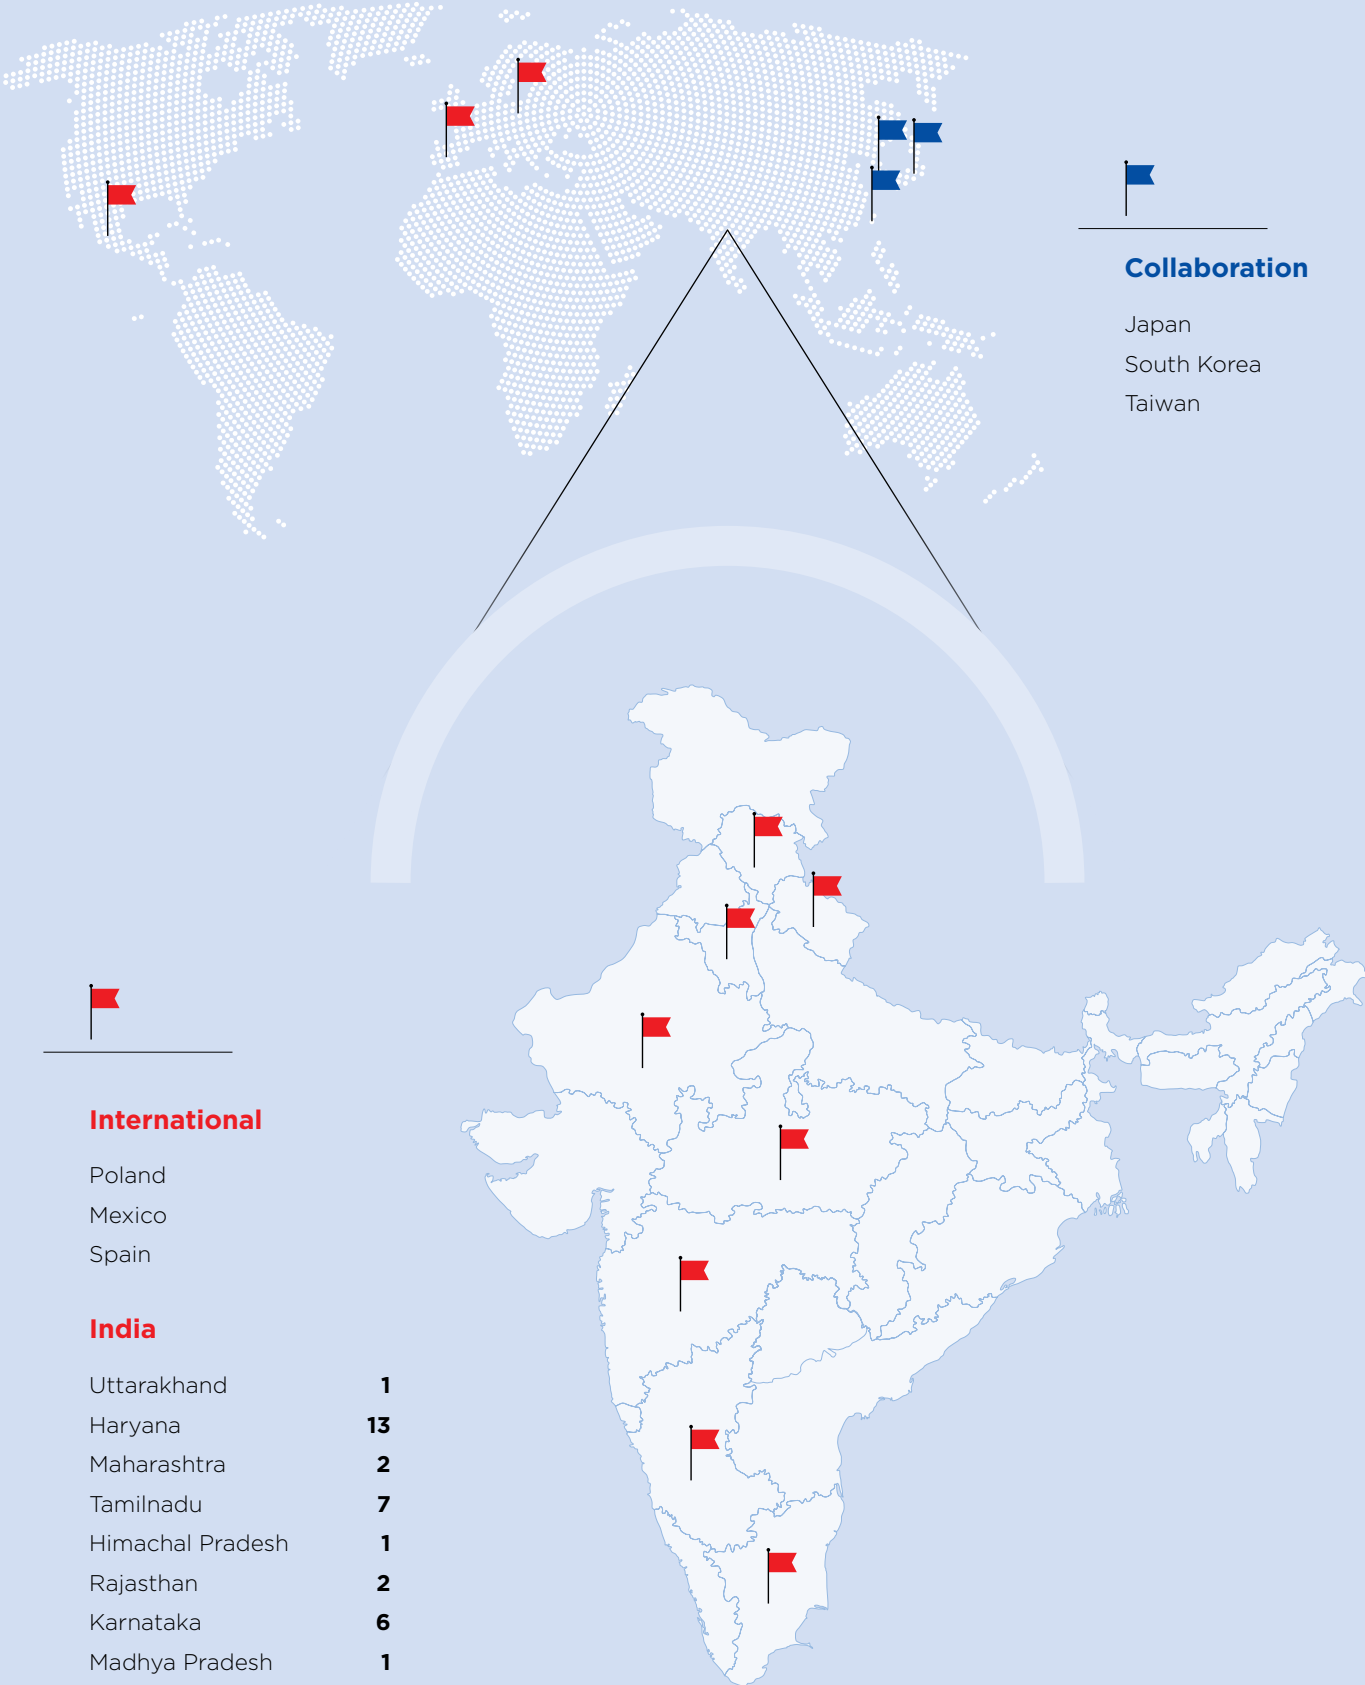 Collaboration
Japan
South Korea
Taiwan
International
Poland
Mexico
Spain
India
Uttarakhand 1
Haryana 13
Maharashtra 2
Tamilnadu 7
Himachal Pradesh 1
Rajasthan 2
Karnataka 6
Madhya Pradesh 1